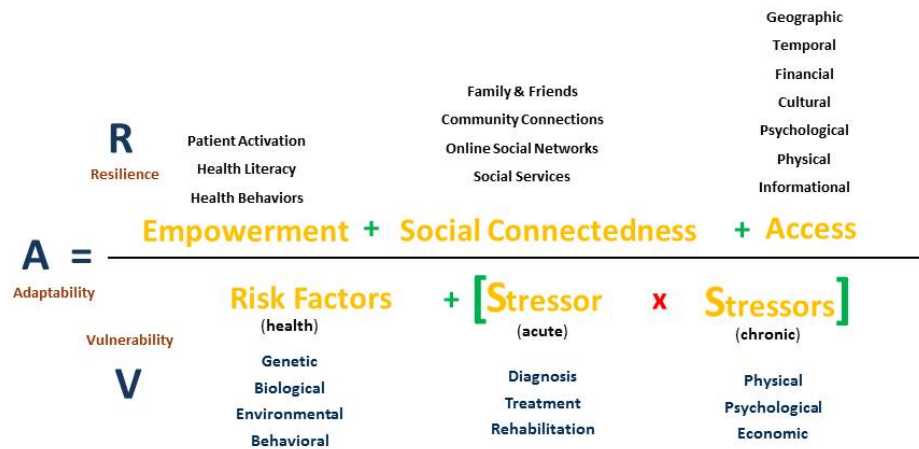 Geographic
Temporal
Financial
Cultural
Psychological
Physical
Informational
Family & Friends
Community Connections
Online Social Networks
Social Services
R
Resilience
Patient Activation
Health Literacy
Health Behaviors
Empowerment + Social Connectedness + Access
A =
Adaptability
Risk Factors + [Stressor x Stressors]
(health) (acute) (chronic)
Vulnerability
V
Genetic
Biological
Environmental
Behavioral
Diagnosis
Treatment
Rehabilitation
Physical
Psychological
Economic